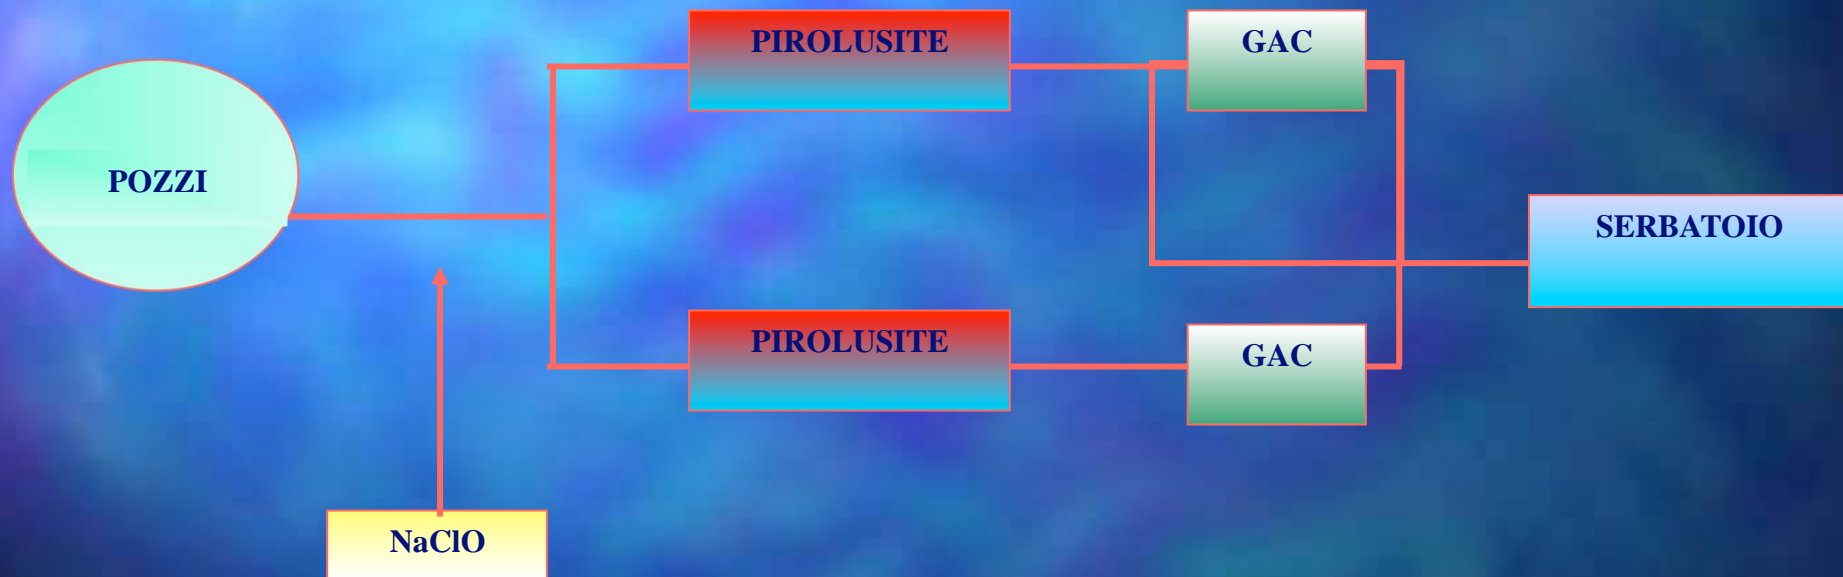 PIROLUSITE
GAC
POZZI
SERBATOIO
PIROLUSITE
GAC
NaClO